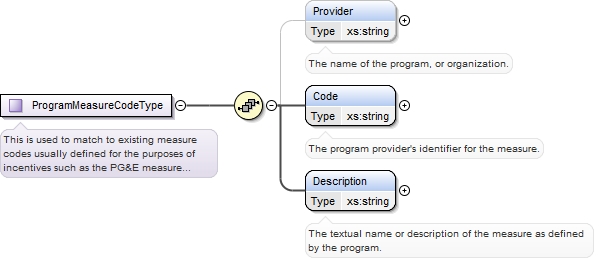 Provider
Type xs:string
The name of the program, or organization.
ProgramMeasureCodeType
This is used to match to existing measure
codes usually defined for the purposes of
incentives such as the PG&E measure...
Code
Type xs:string
The program provider's identifier for the measure.
Description
Type xs:string
The textual name or description of the measure as defined
by the program.